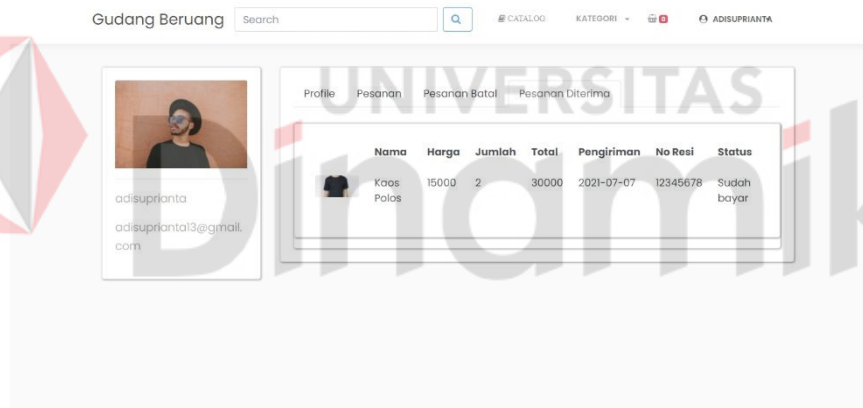 Gudang Beruang Search CATALOG KATEGORI 0 ADISUPRIANTA
UNIVERSITAS
Dinamik
Profile Pesanan Pesanan Batal Pesanan Diterima
Nama Harga Jumlah Total Pengiriman No Resi Status
Kaos Polos 15000 2 30000 2021-07-07 12345678 Sudah bayar
adisuprianta
adisuprianta13@gmail.
com